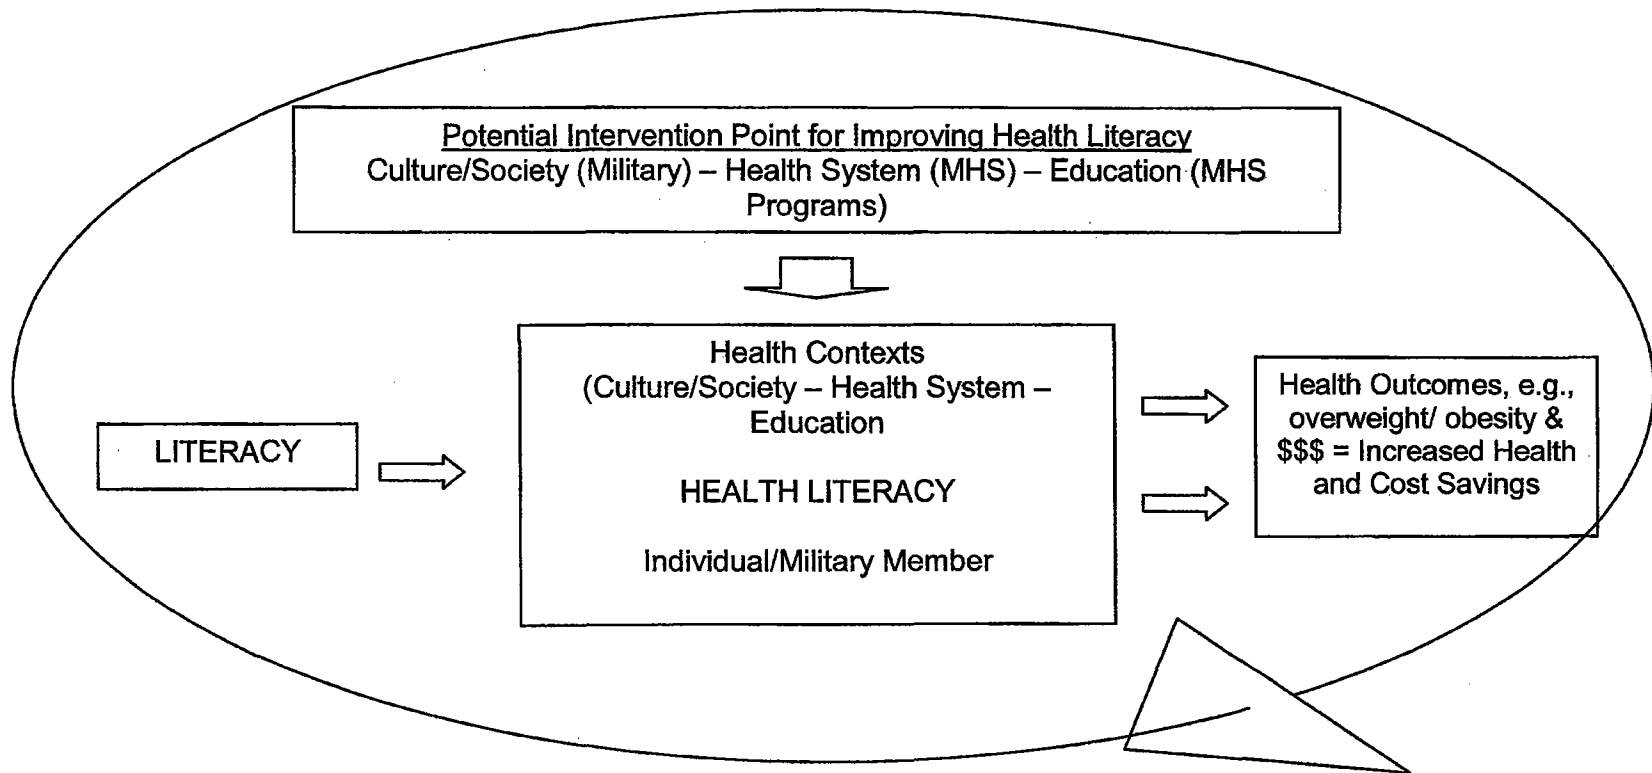 Potential Intervention Point for Improving Health Literacy
Culture/Society (Military) – Health System (MHS) – Education (MHS
Programs)
Health Contexts
(Culture/Society – Health System –
Education
HEALTH LITERACY
Individual/Military Member
LITERACY
Health Outcomes, e.g.,
overweight/ obesity &
$$$ = Increased Health
and Cost Savings